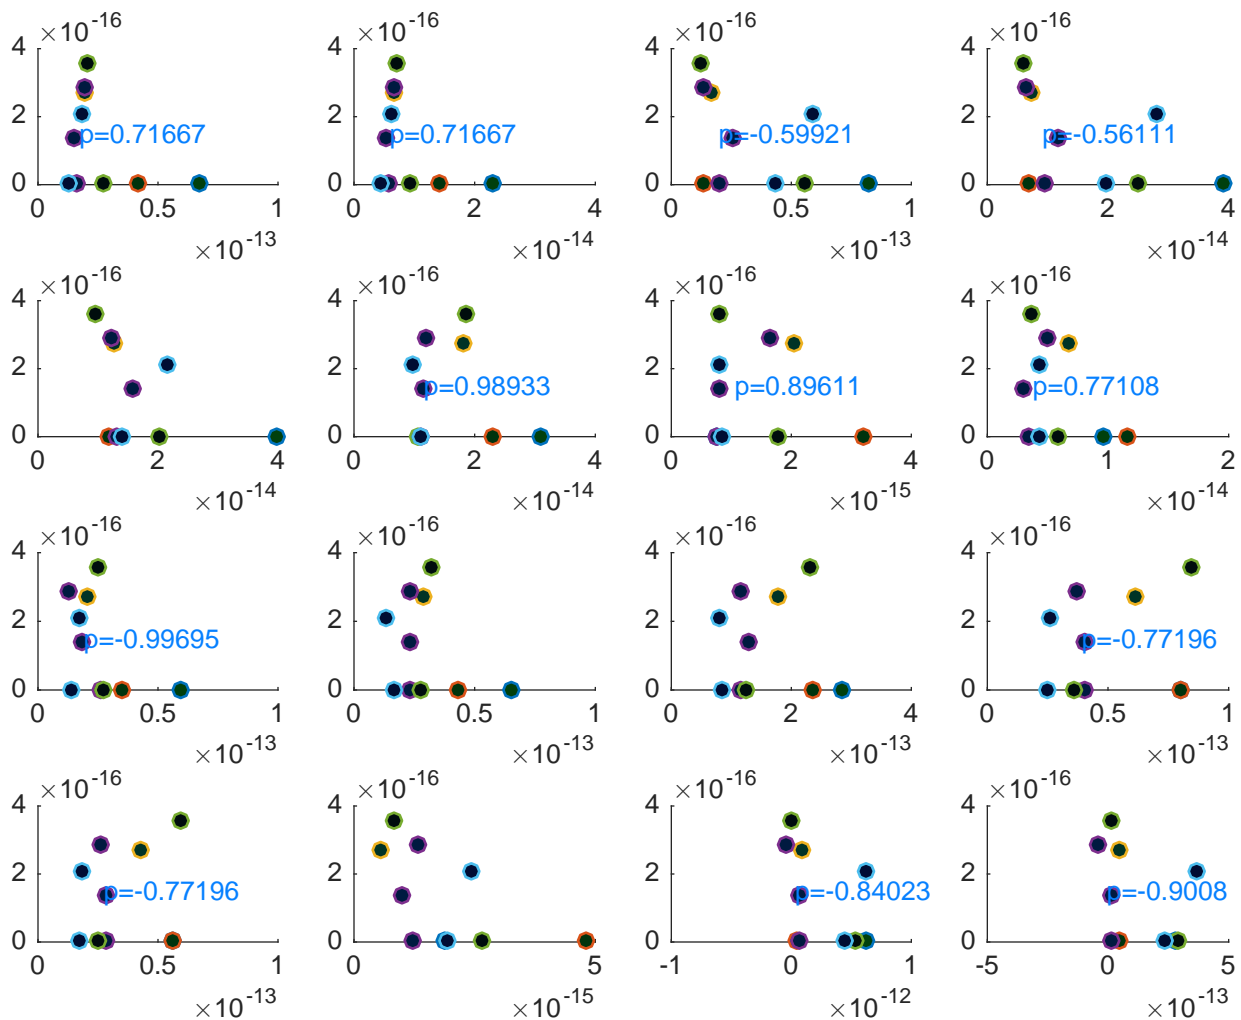 ×10-16 ×10-16 ×10-16 ×10-16
4 4 4 4
2 2 2 2
p=0.71667 p=0.71667 p=-0.59921 p=-0.56111
0 0 0 0
0 0.5 1 0 2 4 0 0.5 1 0 2 4
×10-13 ×10-14 ×10-13 ×10-14
×10-16 ×10-16 ×10-16 ×10-16
4 4 4 4
2 2 2 2
p=0.98933 p=0.89611 p=0.77108
0 0 0 0
0 2 4 0 2 4 0 2 4 0 1 2
×10-14 ×10-14 ×10-15 ×10-14
×10-16 ×10-16 ×10-16 ×10-16
4 4 4 4
2 2 2 2
p=-0.99695 p=-0.77196
0 0 0 0
0 0.5 1 0 0.5 1 0 2 4 0 0.5 1
×10-13 ×10-13 ×10-13 ×10-13
×10-16 ×10-16 ×10-16 ×10-16
4 4 4 4
2 2 2 2
p=-0.77196 p=-0.84023 p=-0.9008
0 0 0 0
0 0.5 1 0 5 -1 0 1 -5 0 5
×10-13 ×10-15 ×10-12 ×10-13